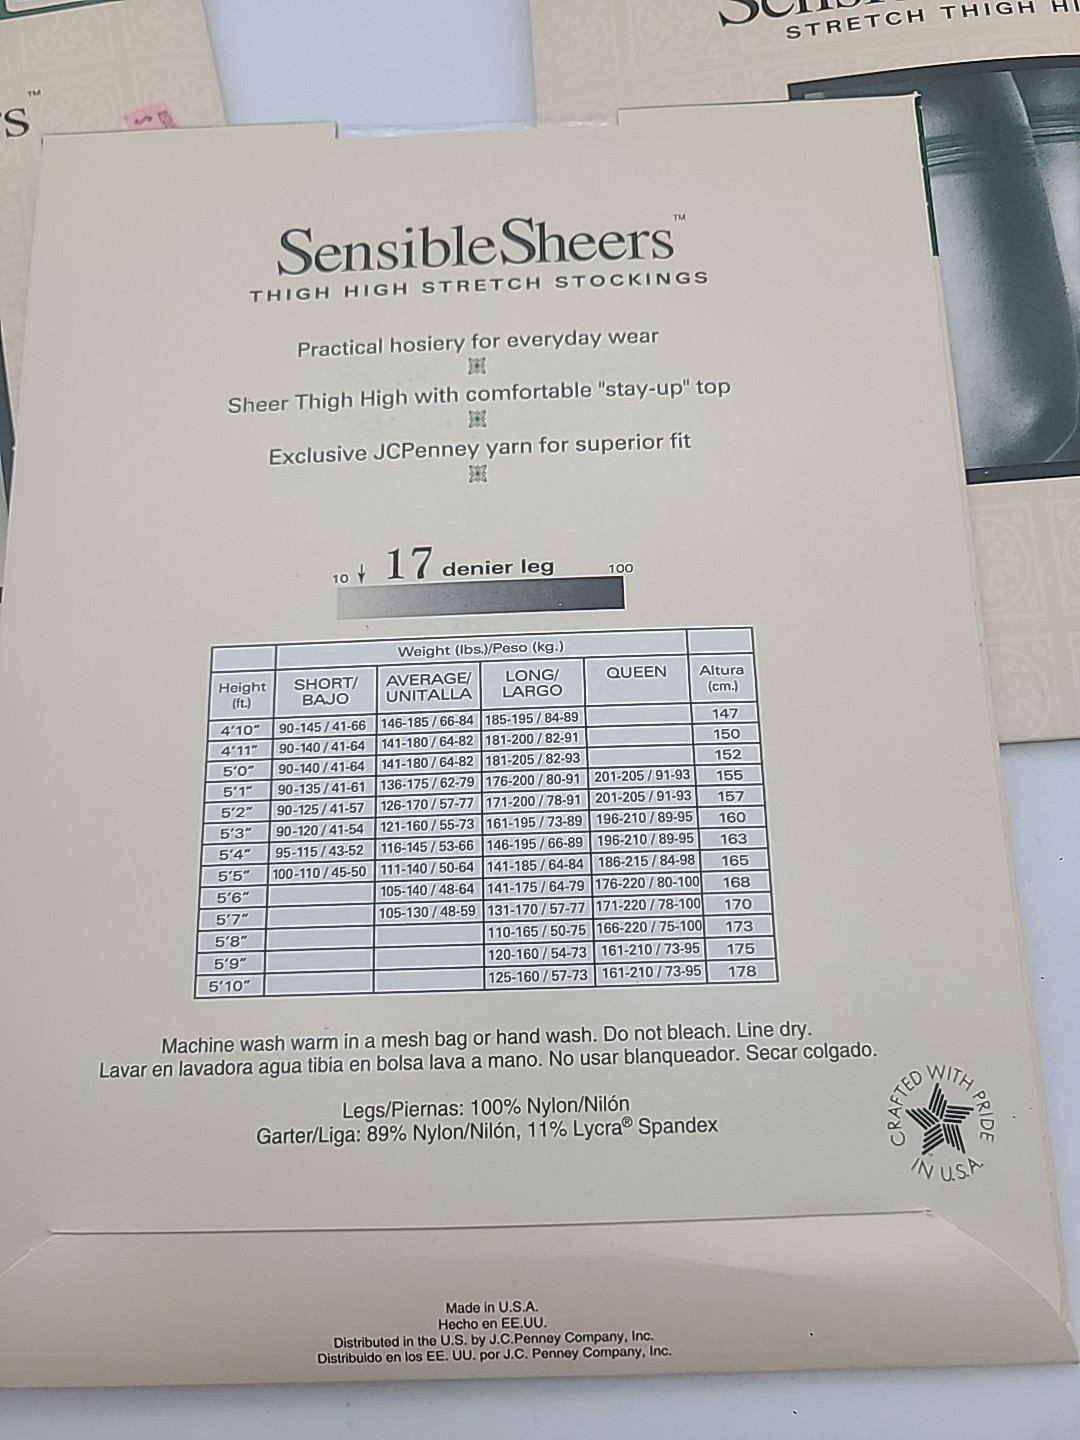 SENSIBLE
STRETCH THIGH HI
S™
SensibleSheers™
THIGH HIGH STRETCH STOCKINGS
Practical hosiery for everyday wear
Sheer Thigh High with comfortable "stay-up" top
Exclusive JCPenney yarn for superior fit
10 ↓ 17 denier leg 100
Weight (lbs.)/Peso (kg.)
Height (ft.) SHORT/BAJO AVERAGE/UNITALLA LONG/LARGO QUEEN Altura (cm.)
4'10" 90-145 / 41-66 146-185 / 66-84 185-195 / 84-89 147
4'11" 90-140 / 41-64 141-180 / 64-82 181-200 / 82-91 150
5'0" 90-140 / 41-64 141-180 / 64-82 181-205 / 82-93 152
5'1" 90-135 / 41-61 136-175 / 62-79 176-200 / 80-91 201-205 / 91-93 155
5'2" 90-125 / 41-57 126-170 / 57-77 171-200 / 78-91 201-205 / 91-93 157
5'3" 90-120 / 41-54 121-160 / 55-73 161-195 / 73-89 196-210 / 89-95 160
5'4" 95-115 / 43-52 116-145 / 53-66 146-195 / 66-89 196-210 / 89-95 163
5'5" 100-110 / 45-50 111-140 / 50-64 141-185 / 64-84 186-215 / 84-98 165
5'6" 105-140 / 48-64 141-175 / 64-79 176-220 / 80-100 168
5'7" 105-130 / 48-59 131-170 / 57-77 171-220 / 78-100 170
5'8" 110-165 / 50-75 166-220 / 75-100 173
5'9" 120-160 / 54-73 161-210 / 73-95 175
5'10" 125-160 / 57-73 161-210 / 73-95 178
Machine wash warm in a mesh bag or hand wash. Do not bleach. Line dry.
Lavar en lavadora agua tibia en bolsa lava a mano. No usar blanqueador. Secar colgado.
Legs/Piernas: 100% Nylon/Nilón
Garter/Liga: 89% Nylon/Nilón, 11% Lycra® Spandex
CRAFTED WITH PRIDE IN U.S.A.
Made in U.S.A.
Hecho en EE.UU.
Distributed in the U.S. by J.C.Penney Company, Inc.
Distribuido en los EE. UU. por J.C. Penney Company, Inc.